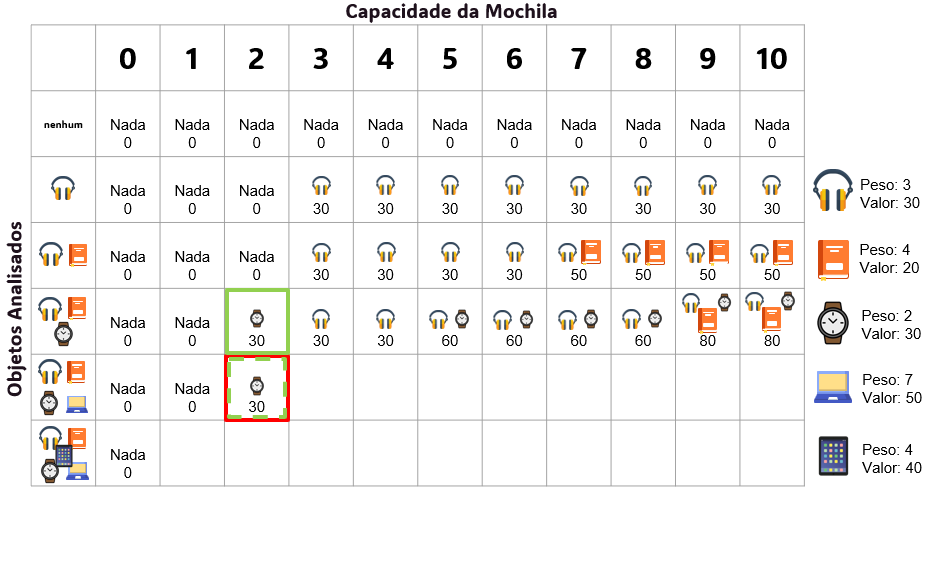 Capacidade da Mochila
0 1 2 3 4 5 6 7 8 9 10
Objetos Analisados
nenhum
Nada Nada Nada Nada Nada Nada Nada Nada Nada Nada Nada
0 0 0 0 0 0 0 0 0 0 0
Nada Nada Nada
0 0 0 30 30 30 30 30 30 30 30
Peso: 3
Valor: 30
Nada Nada Nada
0 0 0 30 30 30 30 50 50 50 50
Peso: 4
Valor: 20
Nada Nada
0 0 30 30 30 60 60 60 60 80 80
Peso: 2
Valor: 30
Nada Nada
0 0 30
Peso: 7
Valor: 50
Nada
0
Peso: 4
Valor: 40